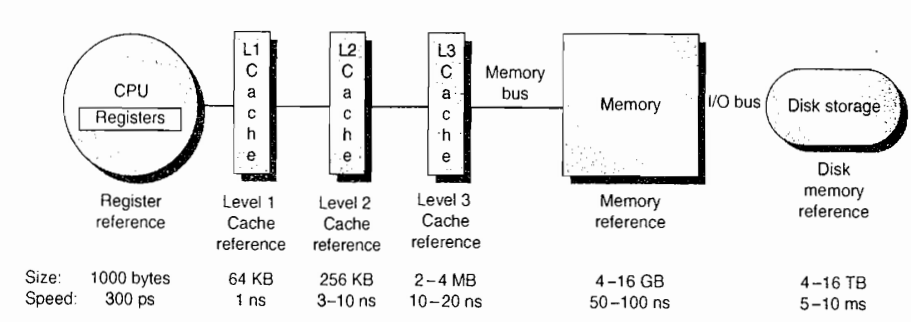 CPU
Registers
L1
Cache
L2
Cache
L3
Cache
Memory
bus
Memory
I/O bus
Disk storage
Register
reference
Level 1
Cache
reference
Level 2
Cache
reference
Level 3
Cache
reference
Memory
reference
Disk
memory
reference
Size: 1000 bytes 64 KB 256 KB 2–4 MB 4–16 GB 4–16 TB
Speed: 300 ps 1 ns 3–10 ns 10–20 ns 50–100 ns 5–10 ms